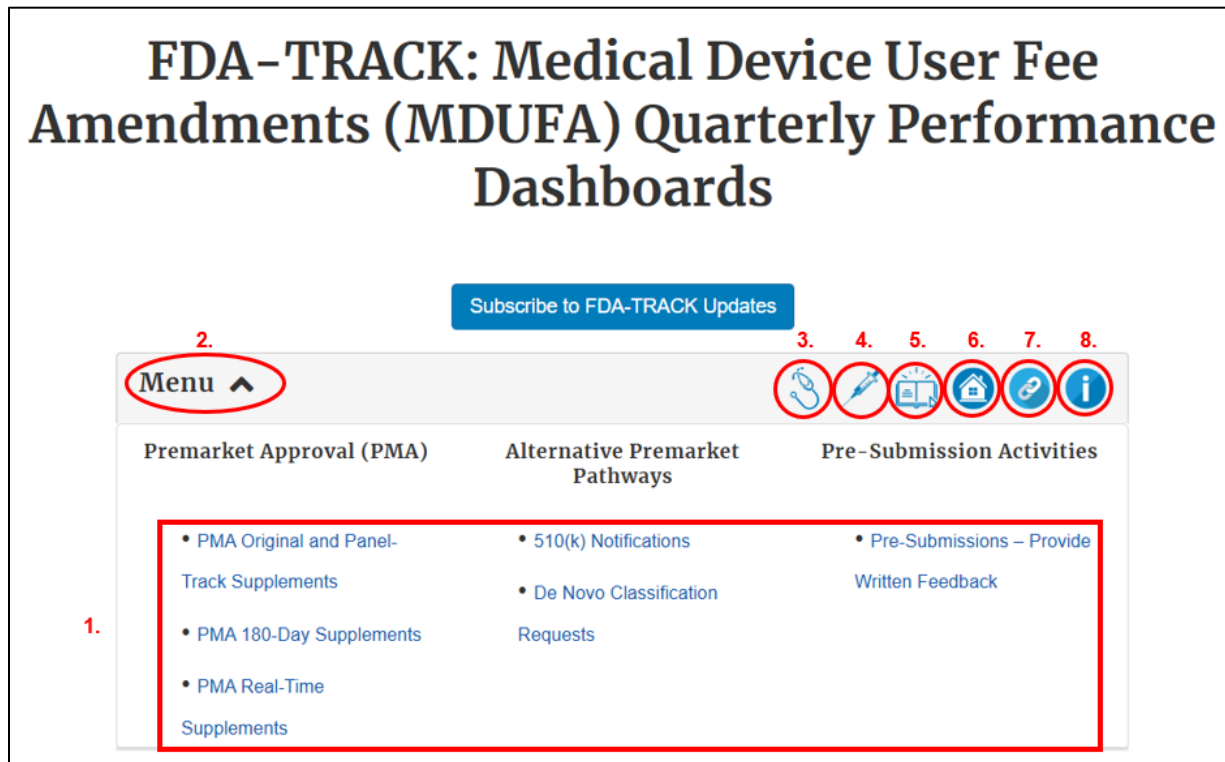 FDA-TRACK: Medical Device User Fee
Amendments (MDUFA) Quarterly Performance
Dashboards
Subscribe to FDA-TRACK Updates
2.
3.
4.
5.
6.
7.
8.
Menu
Premarket Approval (PMA)
Alternative Premarket
Pathways
Pre-Submission Activities
1.
• PMA Original and Panel-
Track Supplements
• PMA 180-Day Supplements
• PMA Real-Time
Supplements
• 510(k) Notifications
• De Novo Classification
Requests
• Pre-Submissions – Provide
Written Feedback